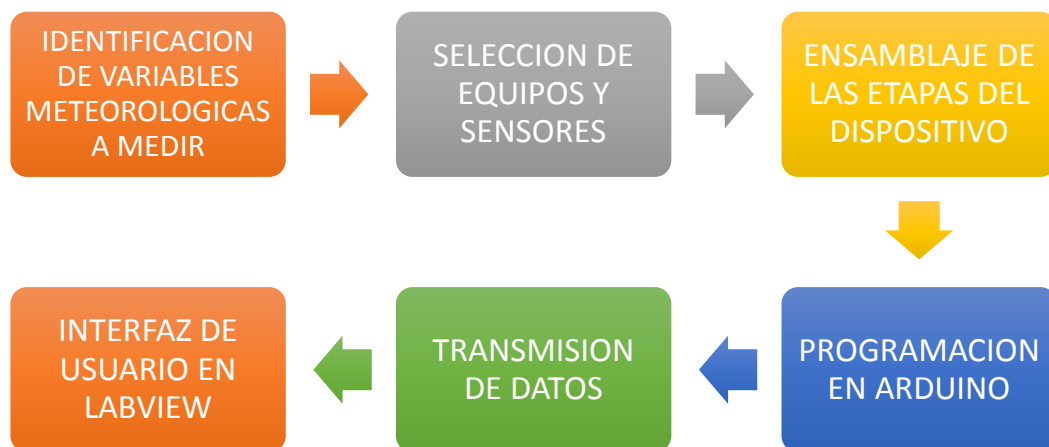 IDENTIFICACION
DE VARIABLES
METEOROLOGICAS
A MEDIR
SELECCION DE
EQUIPOS Y
SENSORES
ENSAMBLAJE DE
LAS ETAPAS DEL
DISPOSITIVO
PROGRAMACION
EN ARDUINO
TRANSMISION
DE DATOS
INTERFAZ DE
USUARIO EN
LABVIEW